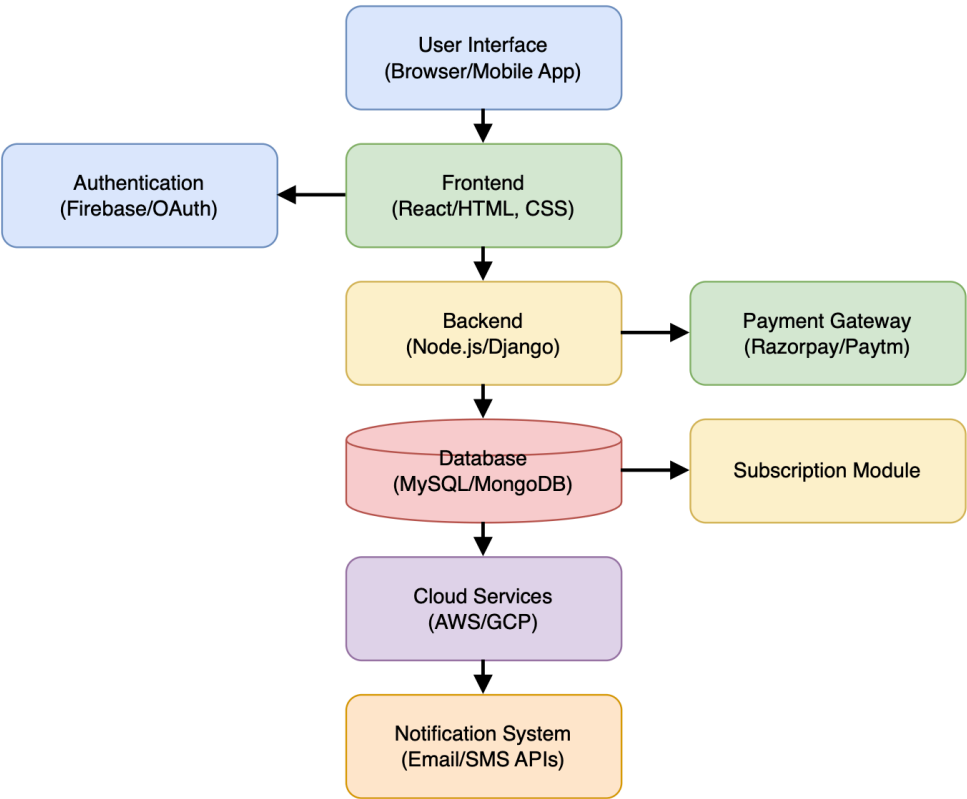 User Interface
(Browser/Mobile App)
Authentication
(Firebase/OAuth)
Frontend
(React/HTML, CSS)
Backend
(Node.js/Django)
Payment Gateway
(Razorpay/Paytm)
Database
(MySQL/MongoDB)
Subscription Module
Cloud Services
(AWS/GCP)
Notification System
(Email/SMS APIs)